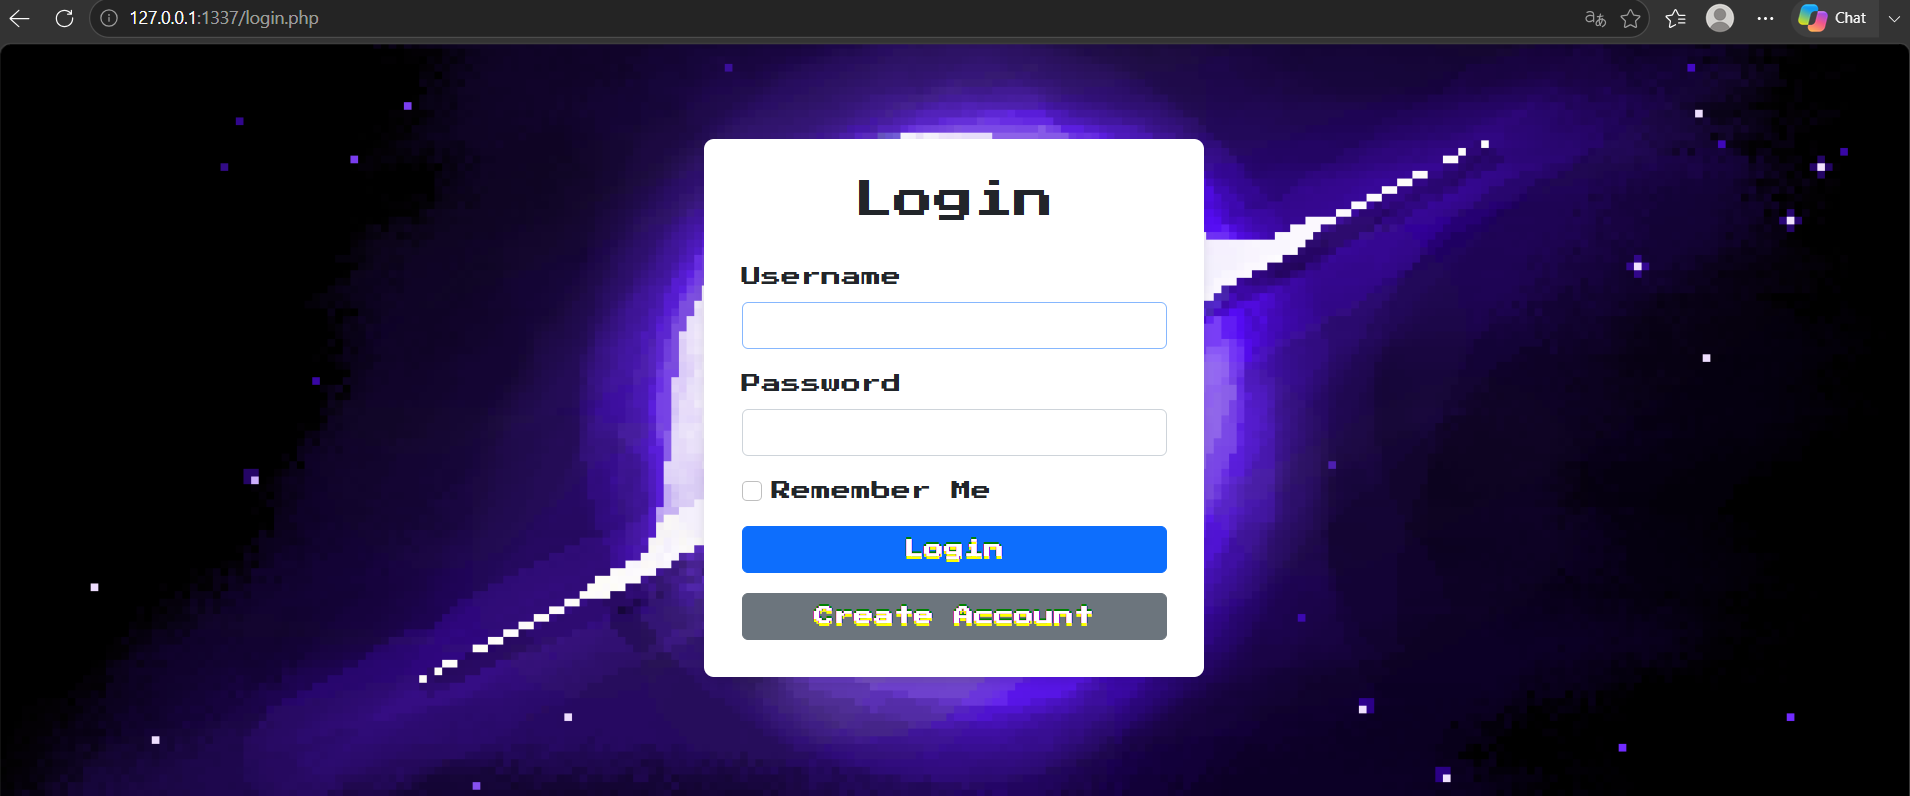 127.0.0.1:1337/login.php
Chat
Login
Username
Password
Remember Me
Login
Create Account